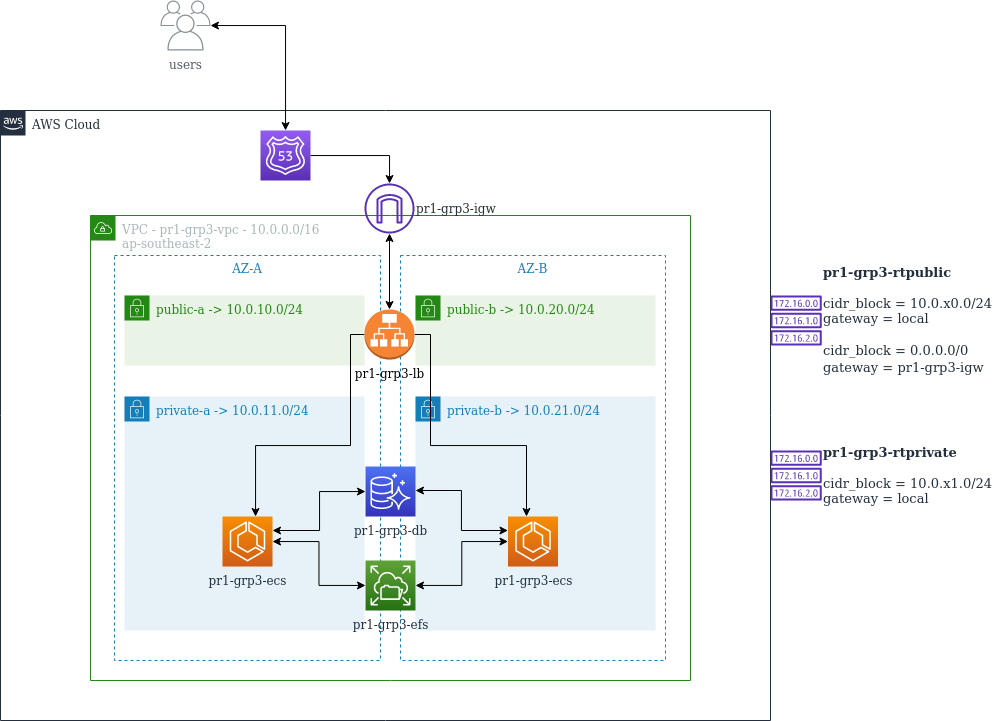 users
aws
AWS Cloud
53
pr1-grp3-igw
VPC - pr1-grp3-vpc - 10.0.0.0/16
ap-southeast-2
AZ-A
AZ-B
public-a -> 10.0.10.0/24
public-b -> 10.0.20.0/24
pr1-grp3-lb
private-a -> 10.0.11.0/24
private-b -> 10.0.21.0/24
pr1-grp3-db
pr1-grp3-ecs
pr1-grp3-ecs
pr1-grp3-efs
pr1-grp3-rtpublic
172.16.0.0
172.16.1.0
172.16.2.0
cidr_block = 10.0.x0.0/24
gateway = local
cidr_block = 0.0.0.0/0
gateway = pr1-grp3-igw
pr1-grp3-rtprivate
172.16.0.0
172.16.1.0
172.16.2.0
cidr_block = 10.0.x1.0/24
gateway = local